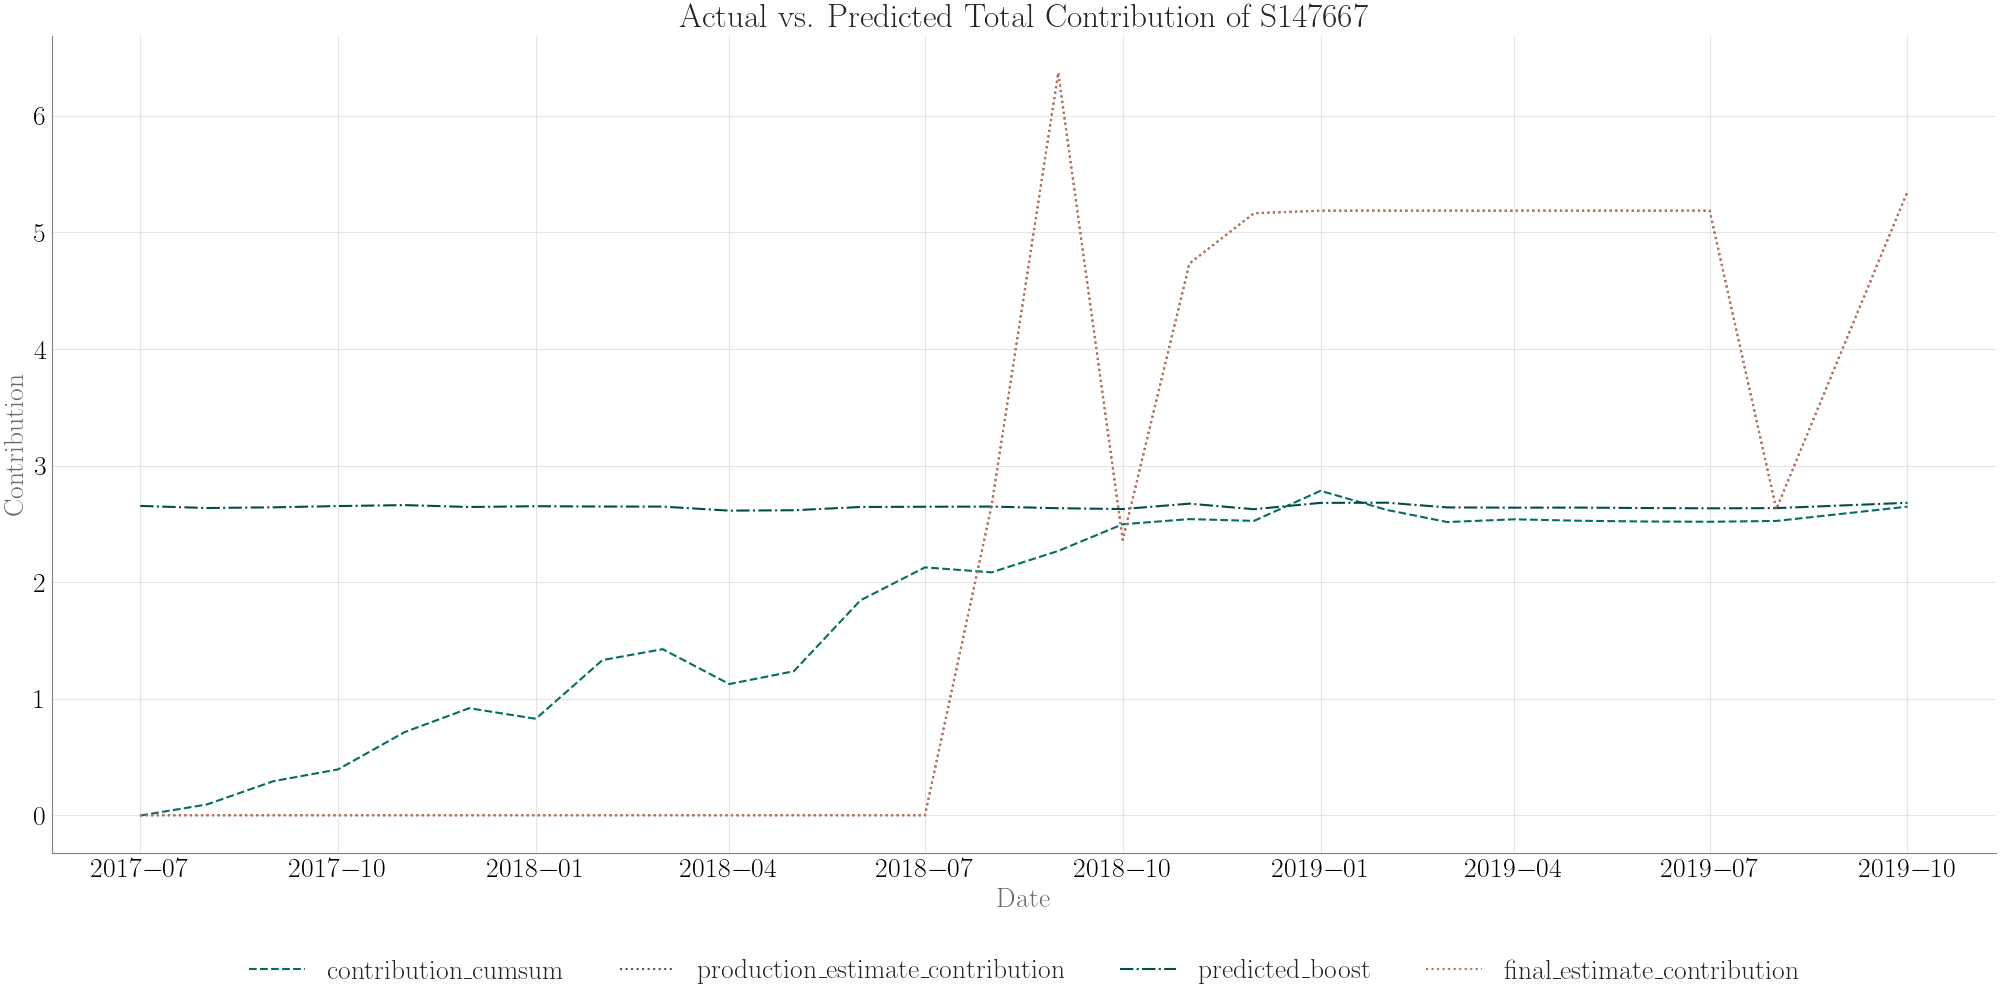 Actual vs. Predicted Total Contribution of S147667
6
5
4
3
2
1
0
Contribution
2017−07 2017−10 2018−01 2018−04 2018−07 2018−10 2019−01 2019−04 2019−07 2019−10
Date
contribution_cumsum production_estimate_contribution predicted_boost final_estimate_contribution